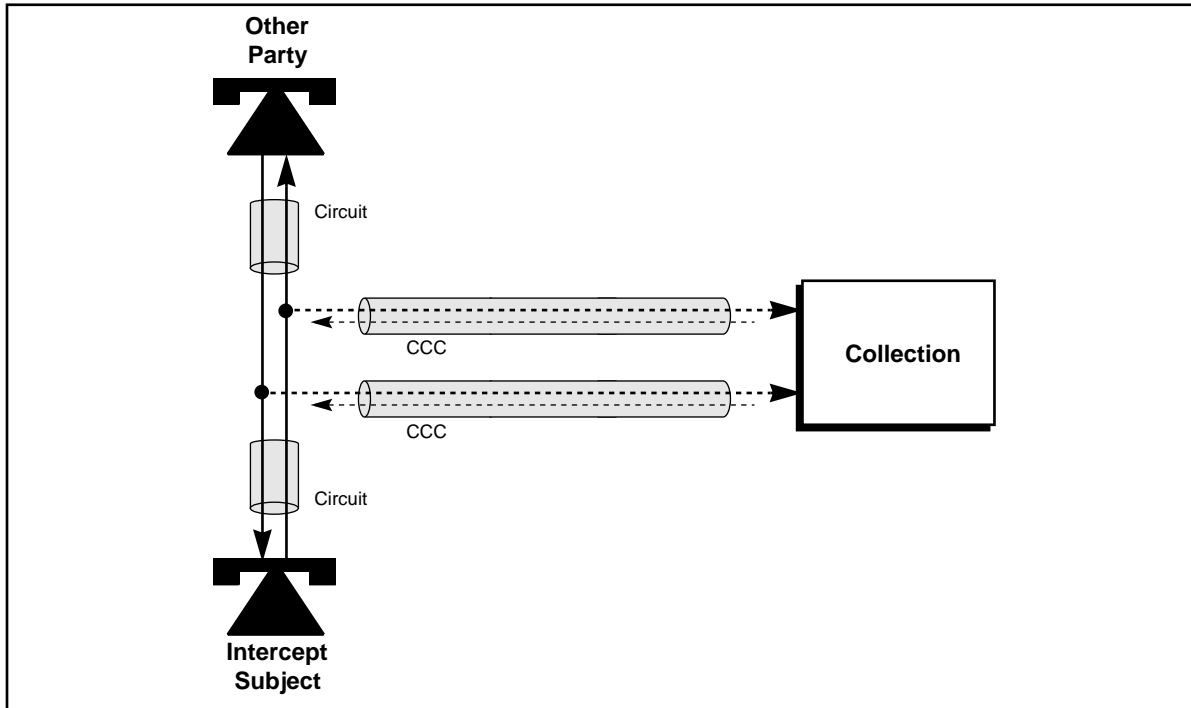 Other
Party
Circuit
CCC
Collection
CCC
Circuit
Intercept
Subject